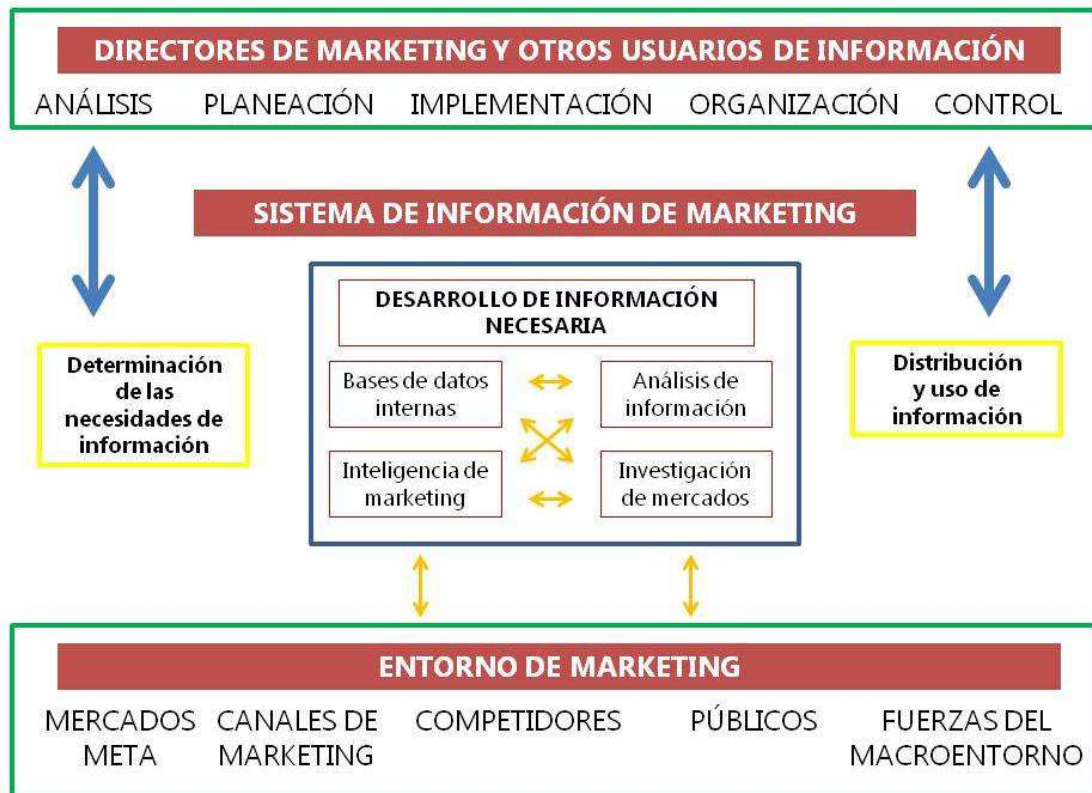 DIRECTORES DE MARKETING Y OTROS USUARIOS DE INFORMACIÓN
ANÁLISIS PLANEACIÓN IMPLEMENTACIÓN ORGANIZACIÓN CONTROL
SISTEMA DE INFORMACIÓN DE MARKETING
DESARROLLO DE INFORMACIÓN
NECESARIA
Determinación
de las
necesidades de
información
Bases de datos
internas
Análisis de
información
Inteligencia de
marketing
Investigación
de mercados
Distribución
y uso de
información
ENTORNO DE MARKETING
MERCADOS
META
CANALES DE
MARKETING
COMPETIDORES
PÚBLICOS
FUERZAS DEL
MACROENTORNO